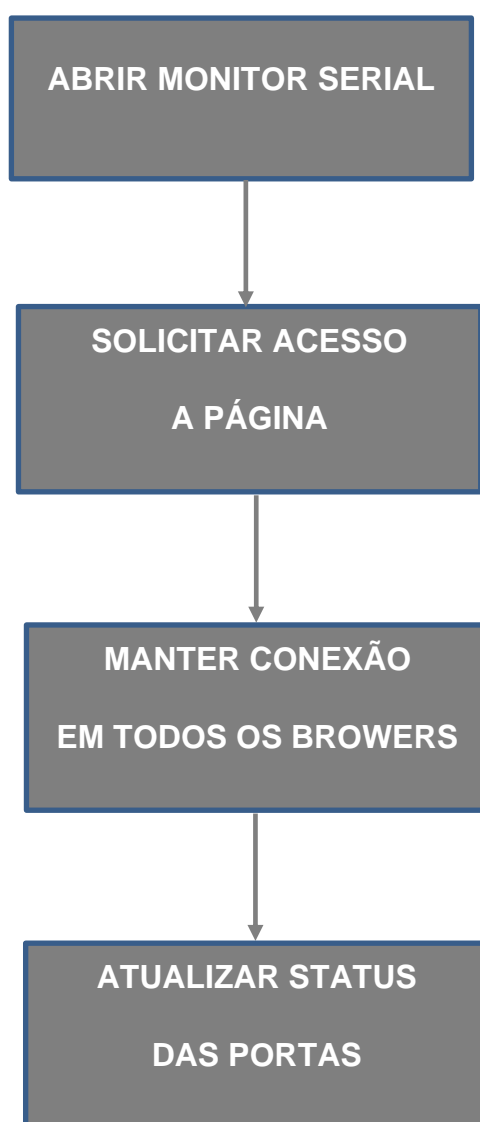 ABRIR MONITOR SERIAL
SOLICITAR ACESSO
A PÁGINA
MANTER CONEXÃO
EM TODOS OS BROWERS
ATUALIZAR STATUS
DAS PORTAS